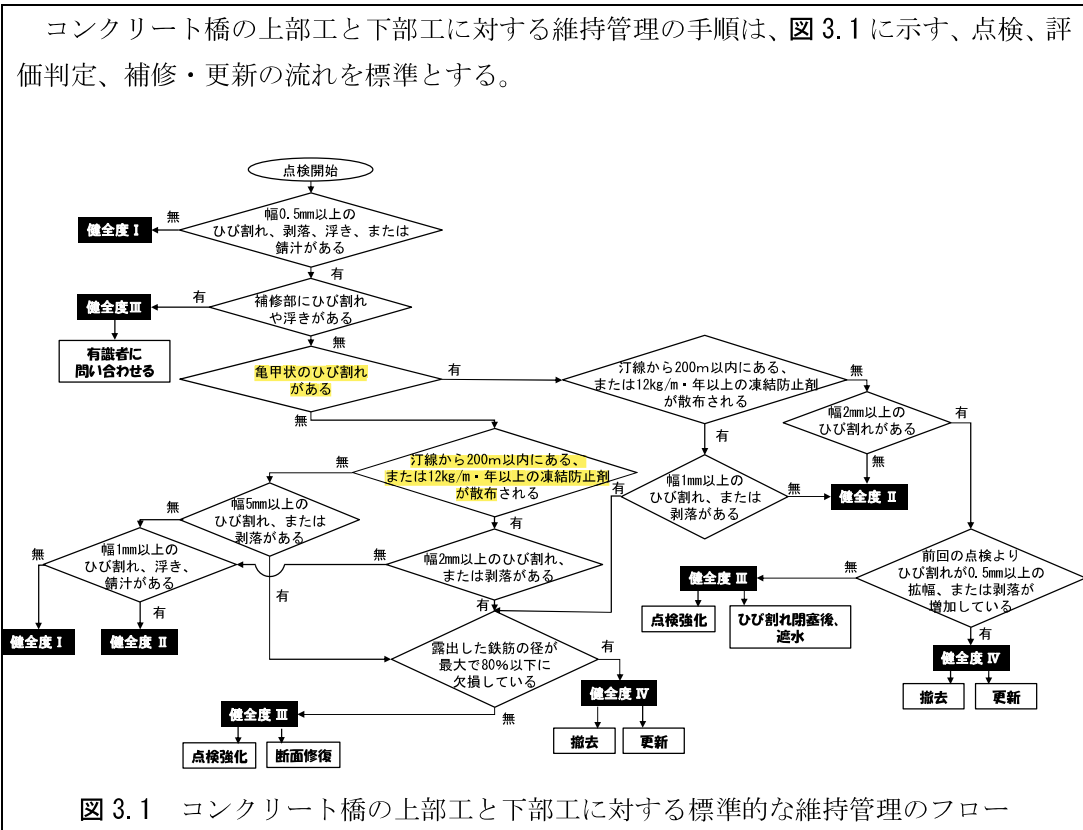 コンクリート橋の上部工と下部工に対する維持管理の手順は、図 3.1 に示す、点検、評
価判定、補修・更新の流れを標準とする。
点検開始
幅0.5mm以上の
ひび割れ、剥落、浮き、または
錆汁がある
無
健全度Ⅰ
有
補修部にひび割れ
や浮きがある
有
健全度Ⅲ
有識者に
問い合わせる
無
亀甲状のひび割れ
がある
有
汀線から200m以内にある、
または12kg/m・年以上の凍結防止剤
が散布される
無
幅2mm以上の
ひび割れがある
有
無
有
幅1mm以上の
ひび割れ、または
剥落がある
無
健全度 Ⅱ
有
無
汀線から200m以内にある、
または12kg/m・年以上の凍結防止剤
が散布される
無
幅5mm以上の
ひび割れ、または
剥落がある
無
有
有
幅2mm以上のひび割れ、
または剥落がある
無
有
幅1mm以上の
ひび割れ、浮き、
錆汁がある
無
有
健全度 Ⅰ
健全度 Ⅱ
前回の点検より
ひび割れが0.5mm以上の
拡幅、または剥落が
増加している
無
健全度 Ⅲ
点検強化
ひび割れ閉塞後、
遮水
有
健全度 Ⅳ
撤去
更新
露出した鉄筋の径が
最大で80%以下に
欠損している
有
健全度 Ⅳ
撤去
更新
無
健全度 Ⅲ
点検強化
断面修復
図 3.1 コンクリート橋の上部工と下部工に対する標準的な維持管理のフロー